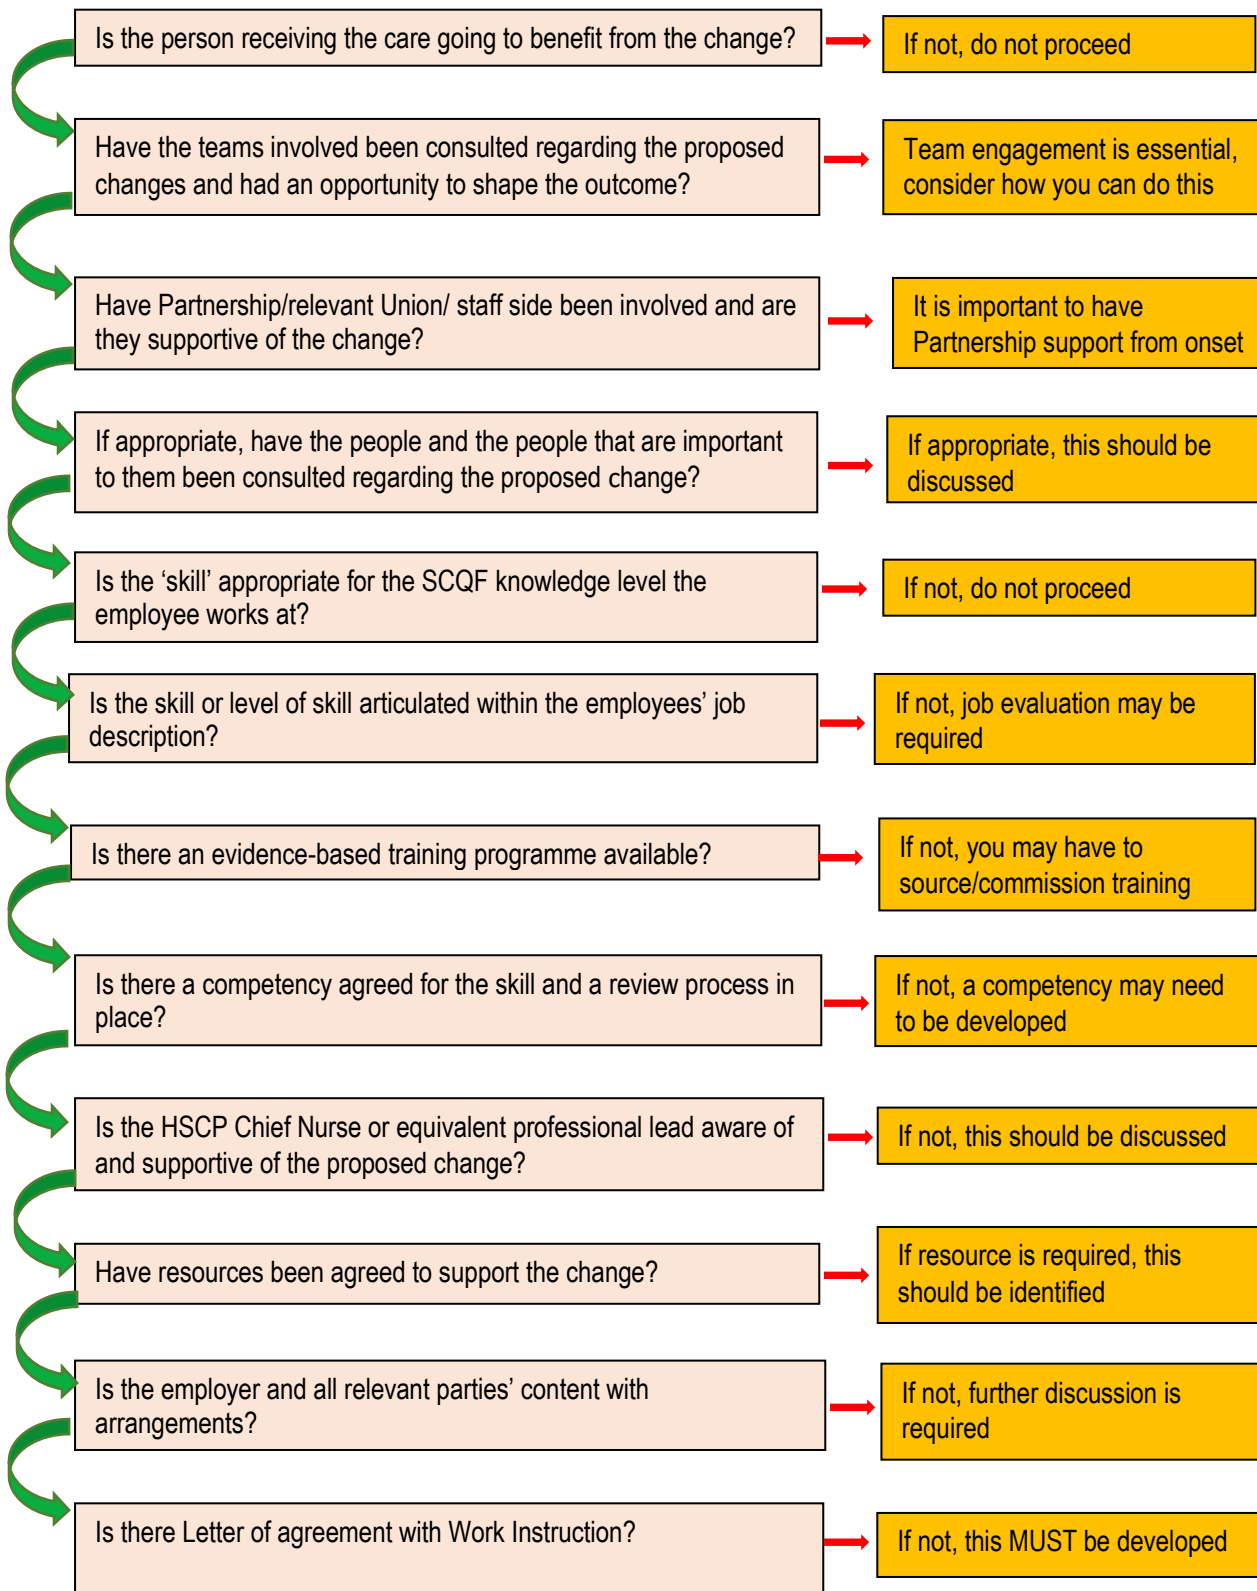 Is the person receiving the care going to benefit from the change?
If not, do not proceed
Have the teams involved been consulted regarding the proposed
changes and had an opportunity to shape the outcome?
Team engagement is essential,
consider how you can do this
Have Partnership/relevant Union/ staff side been involved and are
they supportive of the change?
It is important to have
Partnership support from onset
If appropriate, have the people and the people that are important
to them been consulted regarding the proposed change?
If appropriate, this should be
discussed
Is the ‘skill’ appropriate for the SCQF knowledge level the
employee works at?
If not, do not proceed
Is the skill or level of skill articulated within the employees’ job
description?
If not, job evaluation may be
required
Is there an evidence-based training programme available?
If not, you may have to
source/commission training
Is there a competency agreed for the skill and a review process in
place?
If not, a competency may need
to be developed
Is the HSCP Chief Nurse or equivalent professional lead aware of
and supportive of the proposed change?
If not, this should be discussed
Have resources been agreed to support the change?
If resource is required, this
should be identified
Is the employer and all relevant parties’ content with
arrangements?
If not, further discussion is
required
Is there Letter of agreement with Work Instruction?
If not, this MUST be developed